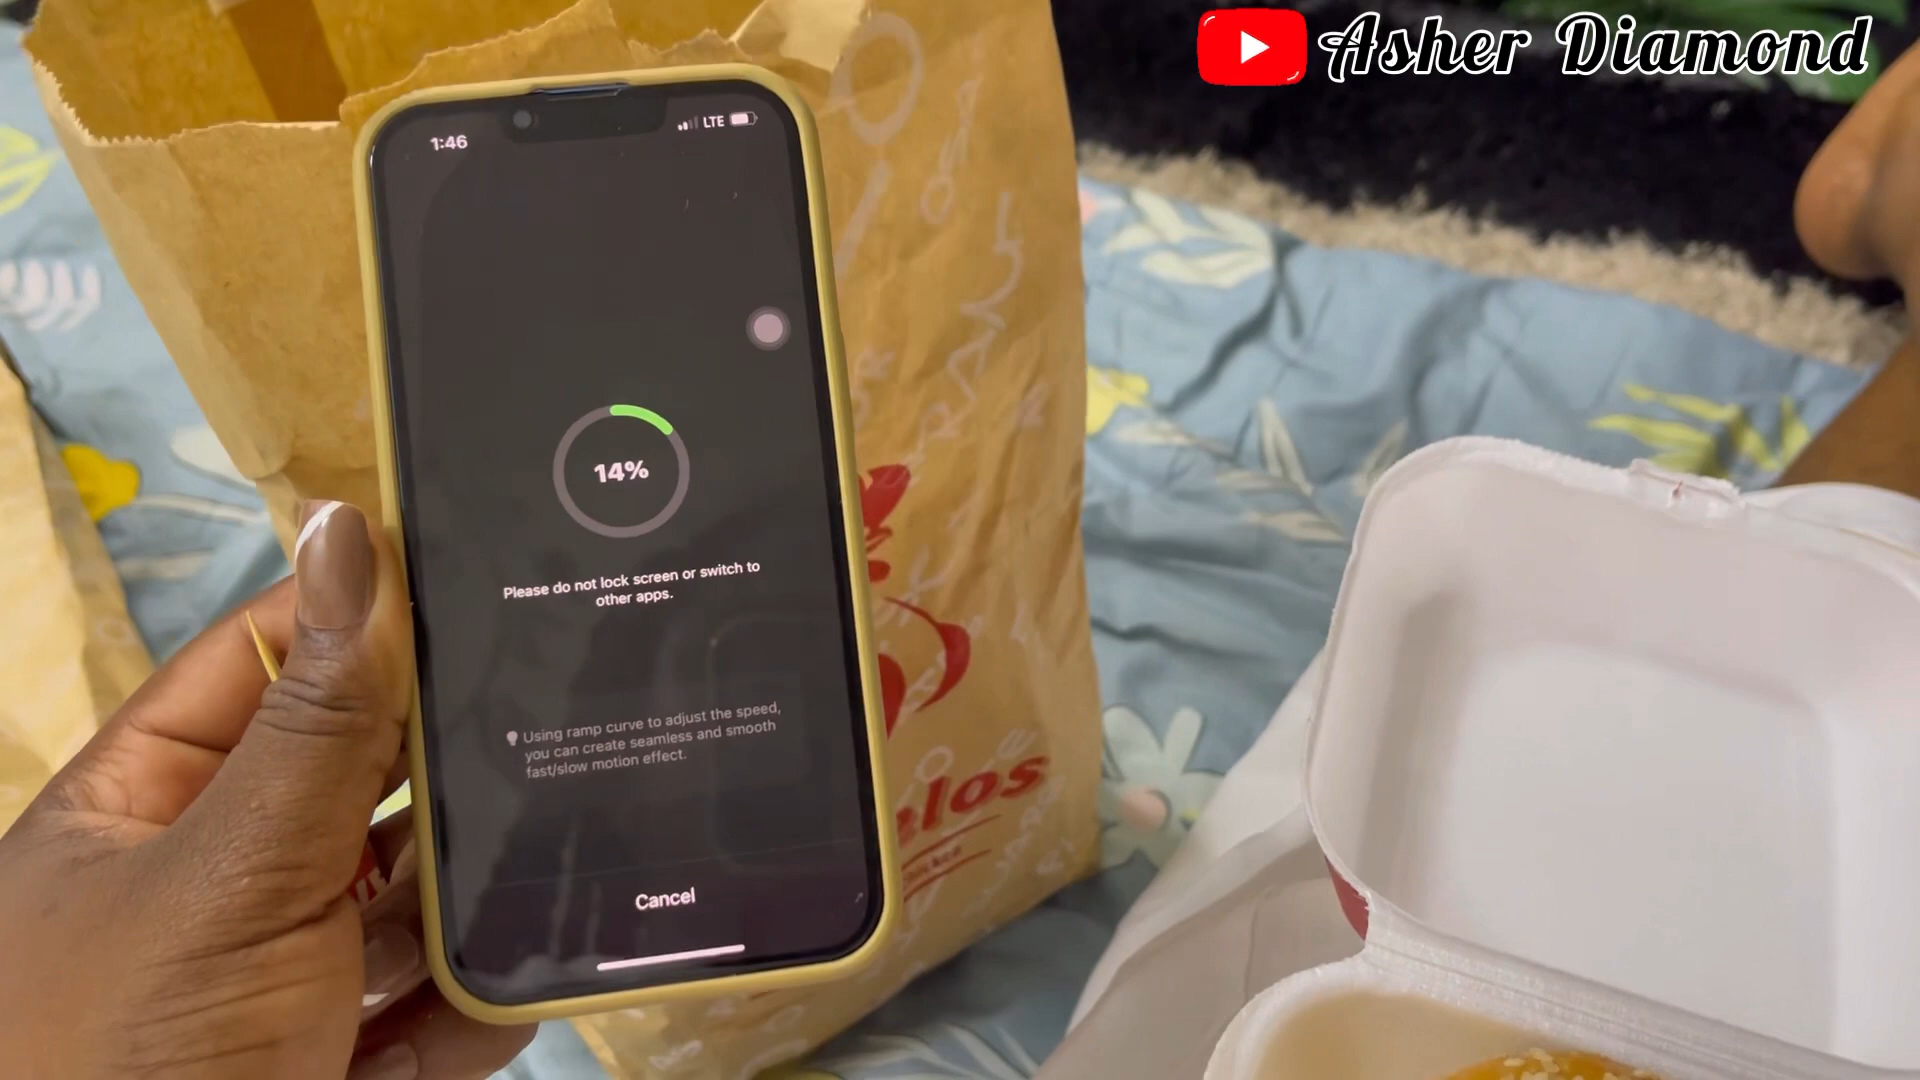 Asher Diamond
1:46
LTE
14%
Please do not lock screen or switch to
other apps.
Using ramp curve to adjust the speed,
you can create seamless and smooth
fast/slow motion effect.
Cancel
elos